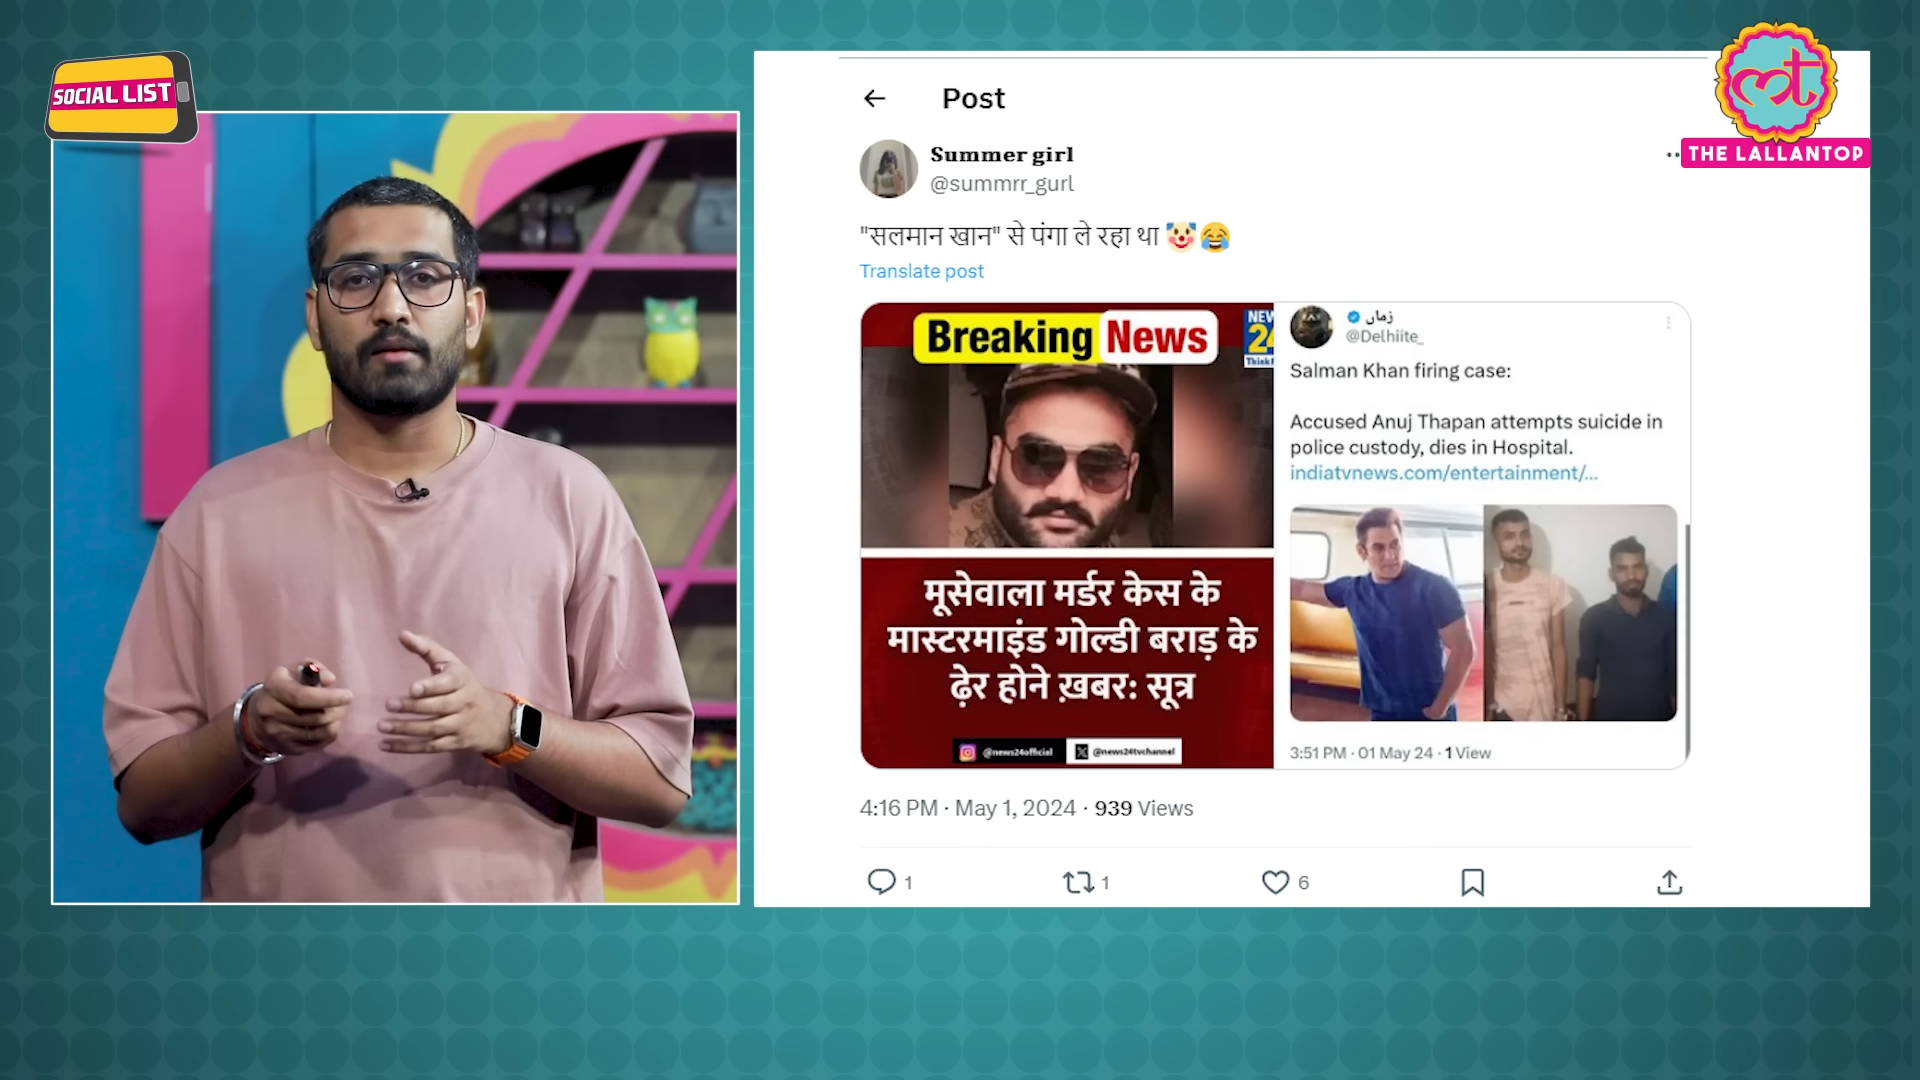 SOCIAL LIST
THE LALLANTOP
Post
Summer girl
@summrr_gurl
"सलमान खान" से पंगा ले रहा था 🤡😂
Translate post
Breaking News
NEW
24
Think
मूसेवाला मर्डर केस के
मास्टरमाइंड गोल्डी बराड़ के
ढ़ेर होने ख़बर: सूत्र
@news24official
@news24tvchannel
زماں
@Delhiite_
Salman Khan firing case:
Accused Anuj Thapan attempts suicide in
police custody, dies in Hospital.
indiatvnews.com/entertainment/...
3:51 PM · 01 May 24 · 1 View
4:16 PM · May 1, 2024 · 939 Views
1
1
6